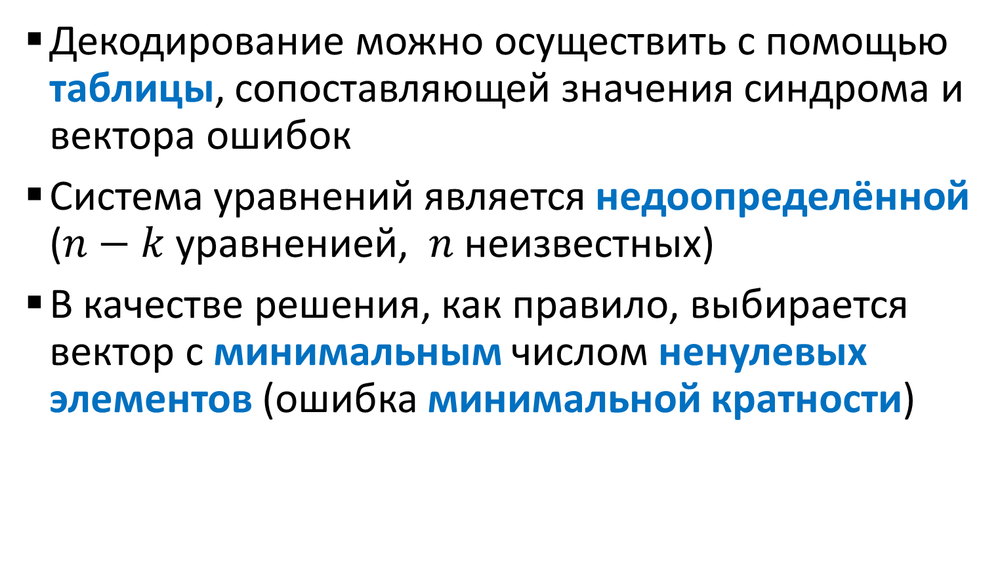 ▪ Декодирование можно осуществить с помощью
таблицы, сопоставляющей значения синдрома и
вектора ошибок
▪ Система уравнений является недоопределённой
(n − k уравненией, n неизвестных)
▪ В качестве решения, как правило, выбирается
вектор с минимальным числом ненулевых
элементов (ошибка минимальной кратности)